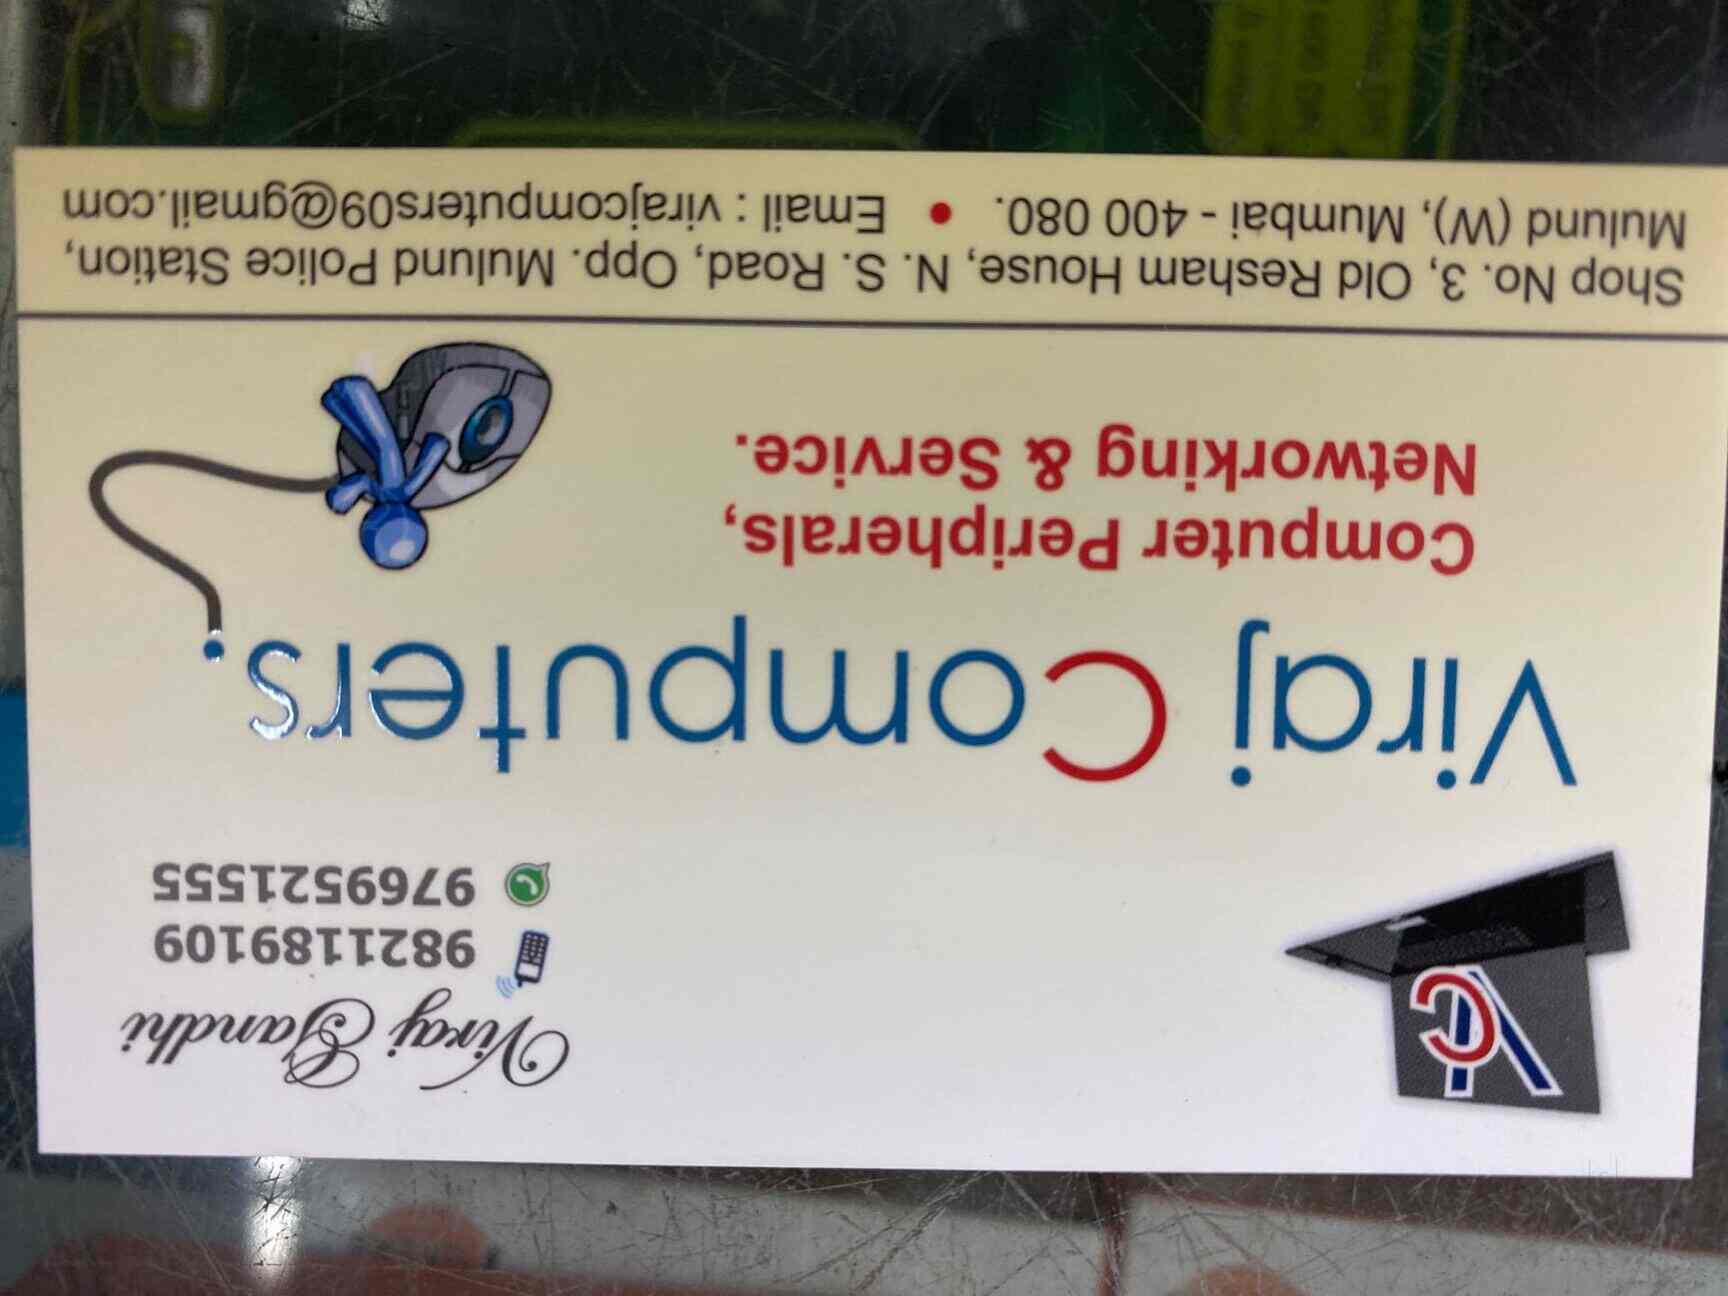 VC
Viraj Gandhi
9821189109
9769521555
Viraj Computers.
Computer Peripherals,
Networking & Service.
Shop No. 3, Old Resham House, N. S. Road, Opp. Mulund Police Station,
Mulund (W), Mumbai - 400 080. • Email : virajcomputers09@gmail.com